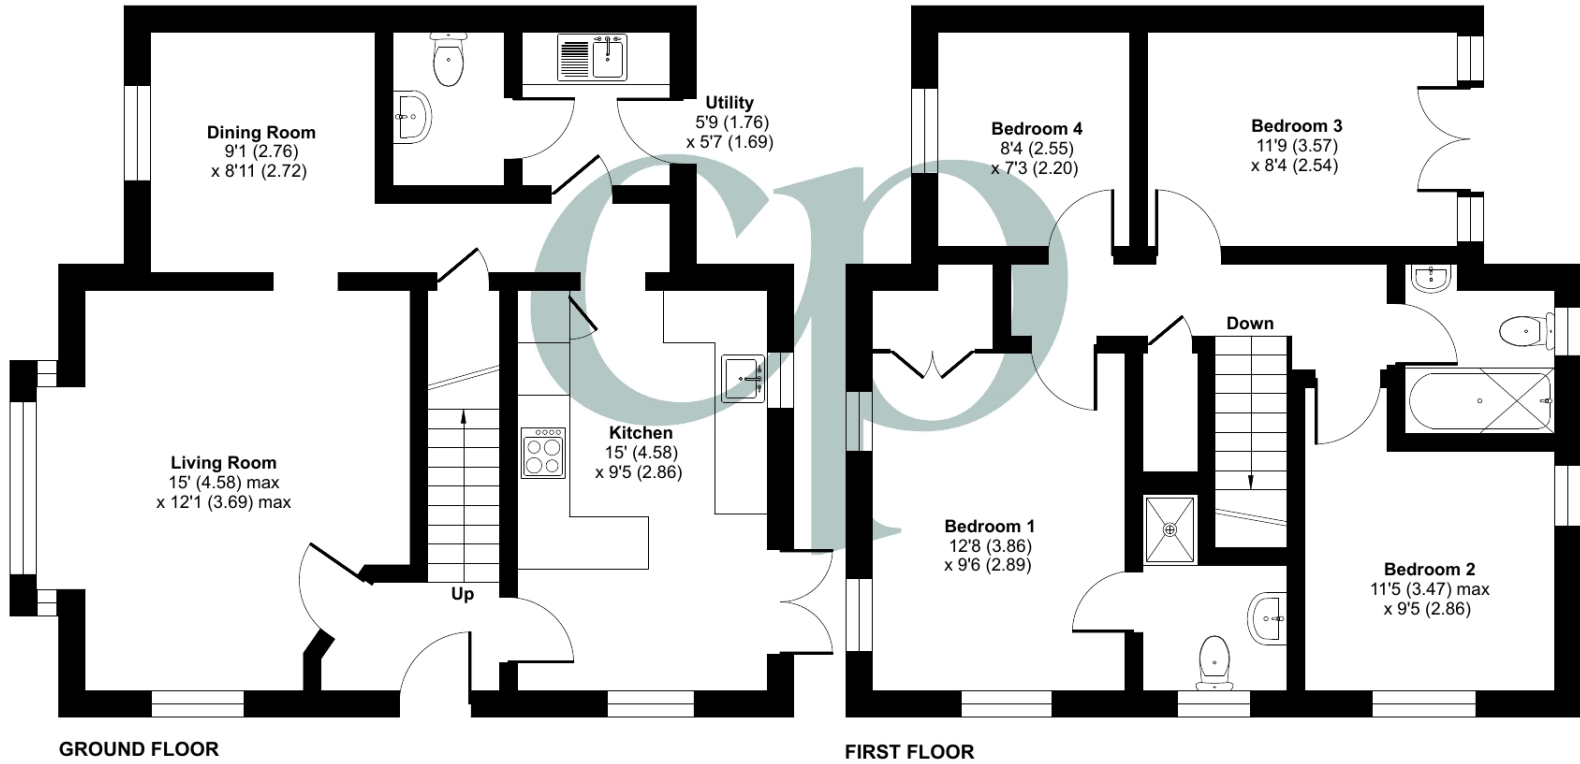 Dining Room
9'1 (2.76)
x 8'11 (2.72)
Utility
5'9 (1.76)
x 5'7 (1.69)
Living Room
15' (4.58) max
x 12'1 (3.69) max
Kitchen
15' (4.58)
x 9'5 (2.86)
Up
GROUND FLOOR
Bedroom 4
8'4 (2.55)
x 7'3 (2.20)
Bedroom 3
11'9 (3.57)
x 8'4 (2.54)
Down
Bedroom 1
12'8 (3.86)
x 9'6 (2.89)
Bedroom 2
11'5 (3.47) max
x 9'5 (2.86)
FIRST FLOOR
cp